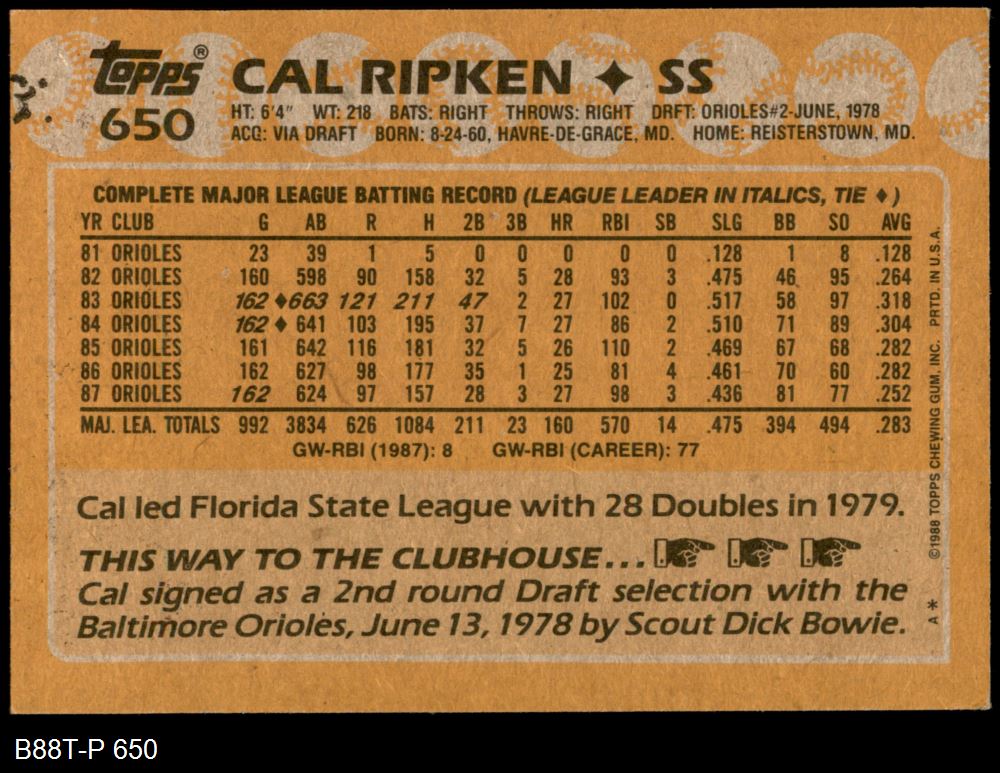 Topps® CAL RIPKEN ✦ SS
650
HT: 6'4" WT: 218 BATS: RIGHT THROWS: RIGHT DRFT: ORIOLES#2-JUNE, 1978
ACQ: VIA DRAFT BORN: 8-24-60, HAVRE-DE-GRACE, MD. HOME: REISTERSTOWN, MD.
COMPLETE MAJOR LEAGUE BATTING RECORD (LEAGUE LEADER IN ITALICS, TIE ♦)
YR CLUB G AB R H 2B 3B HR RBI SB SLG BB SO AVG
81 ORIOLES 23 39 1 5 0 0 0 0 0 .128 1 8 .128
82 ORIOLES 160 598 90 158 32 5 28 93 3 .475 46 95 .264
83 ORIOLES 162 ♦ 663 121 211 47 2 27 102 0 .517 58 97 .318
84 ORIOLES 162 ♦ 641 103 195 37 7 27 86 2 .510 71 89 .304
85 ORIOLES 161 642 116 181 32 5 26 110 2 .469 67 68 .282
86 ORIOLES 162 627 98 177 35 1 25 81 4 .461 70 60 .282
87 ORIOLES 162 624 97 157 28 3 27 98 3 .436 81 77 .252
MAJ. LEA. TOTALS 992 3834 626 1084 211 23 160 570 14 .475 394 494 .283
GW-RBI (1987): 8 GW-RBI (CAREER): 77
Cal led Florida State League with 28 Doubles in 1979.
THIS WAY TO THE CLUBHOUSE...
Cal signed as a 2nd round Draft selection with the
Baltimore Orioles, June 13, 1978 by Scout Dick Bowie.
A* ©1988 TOPPS CHEWING GUM, INC. PRTD. IN U.S.A.
B88T-P 650